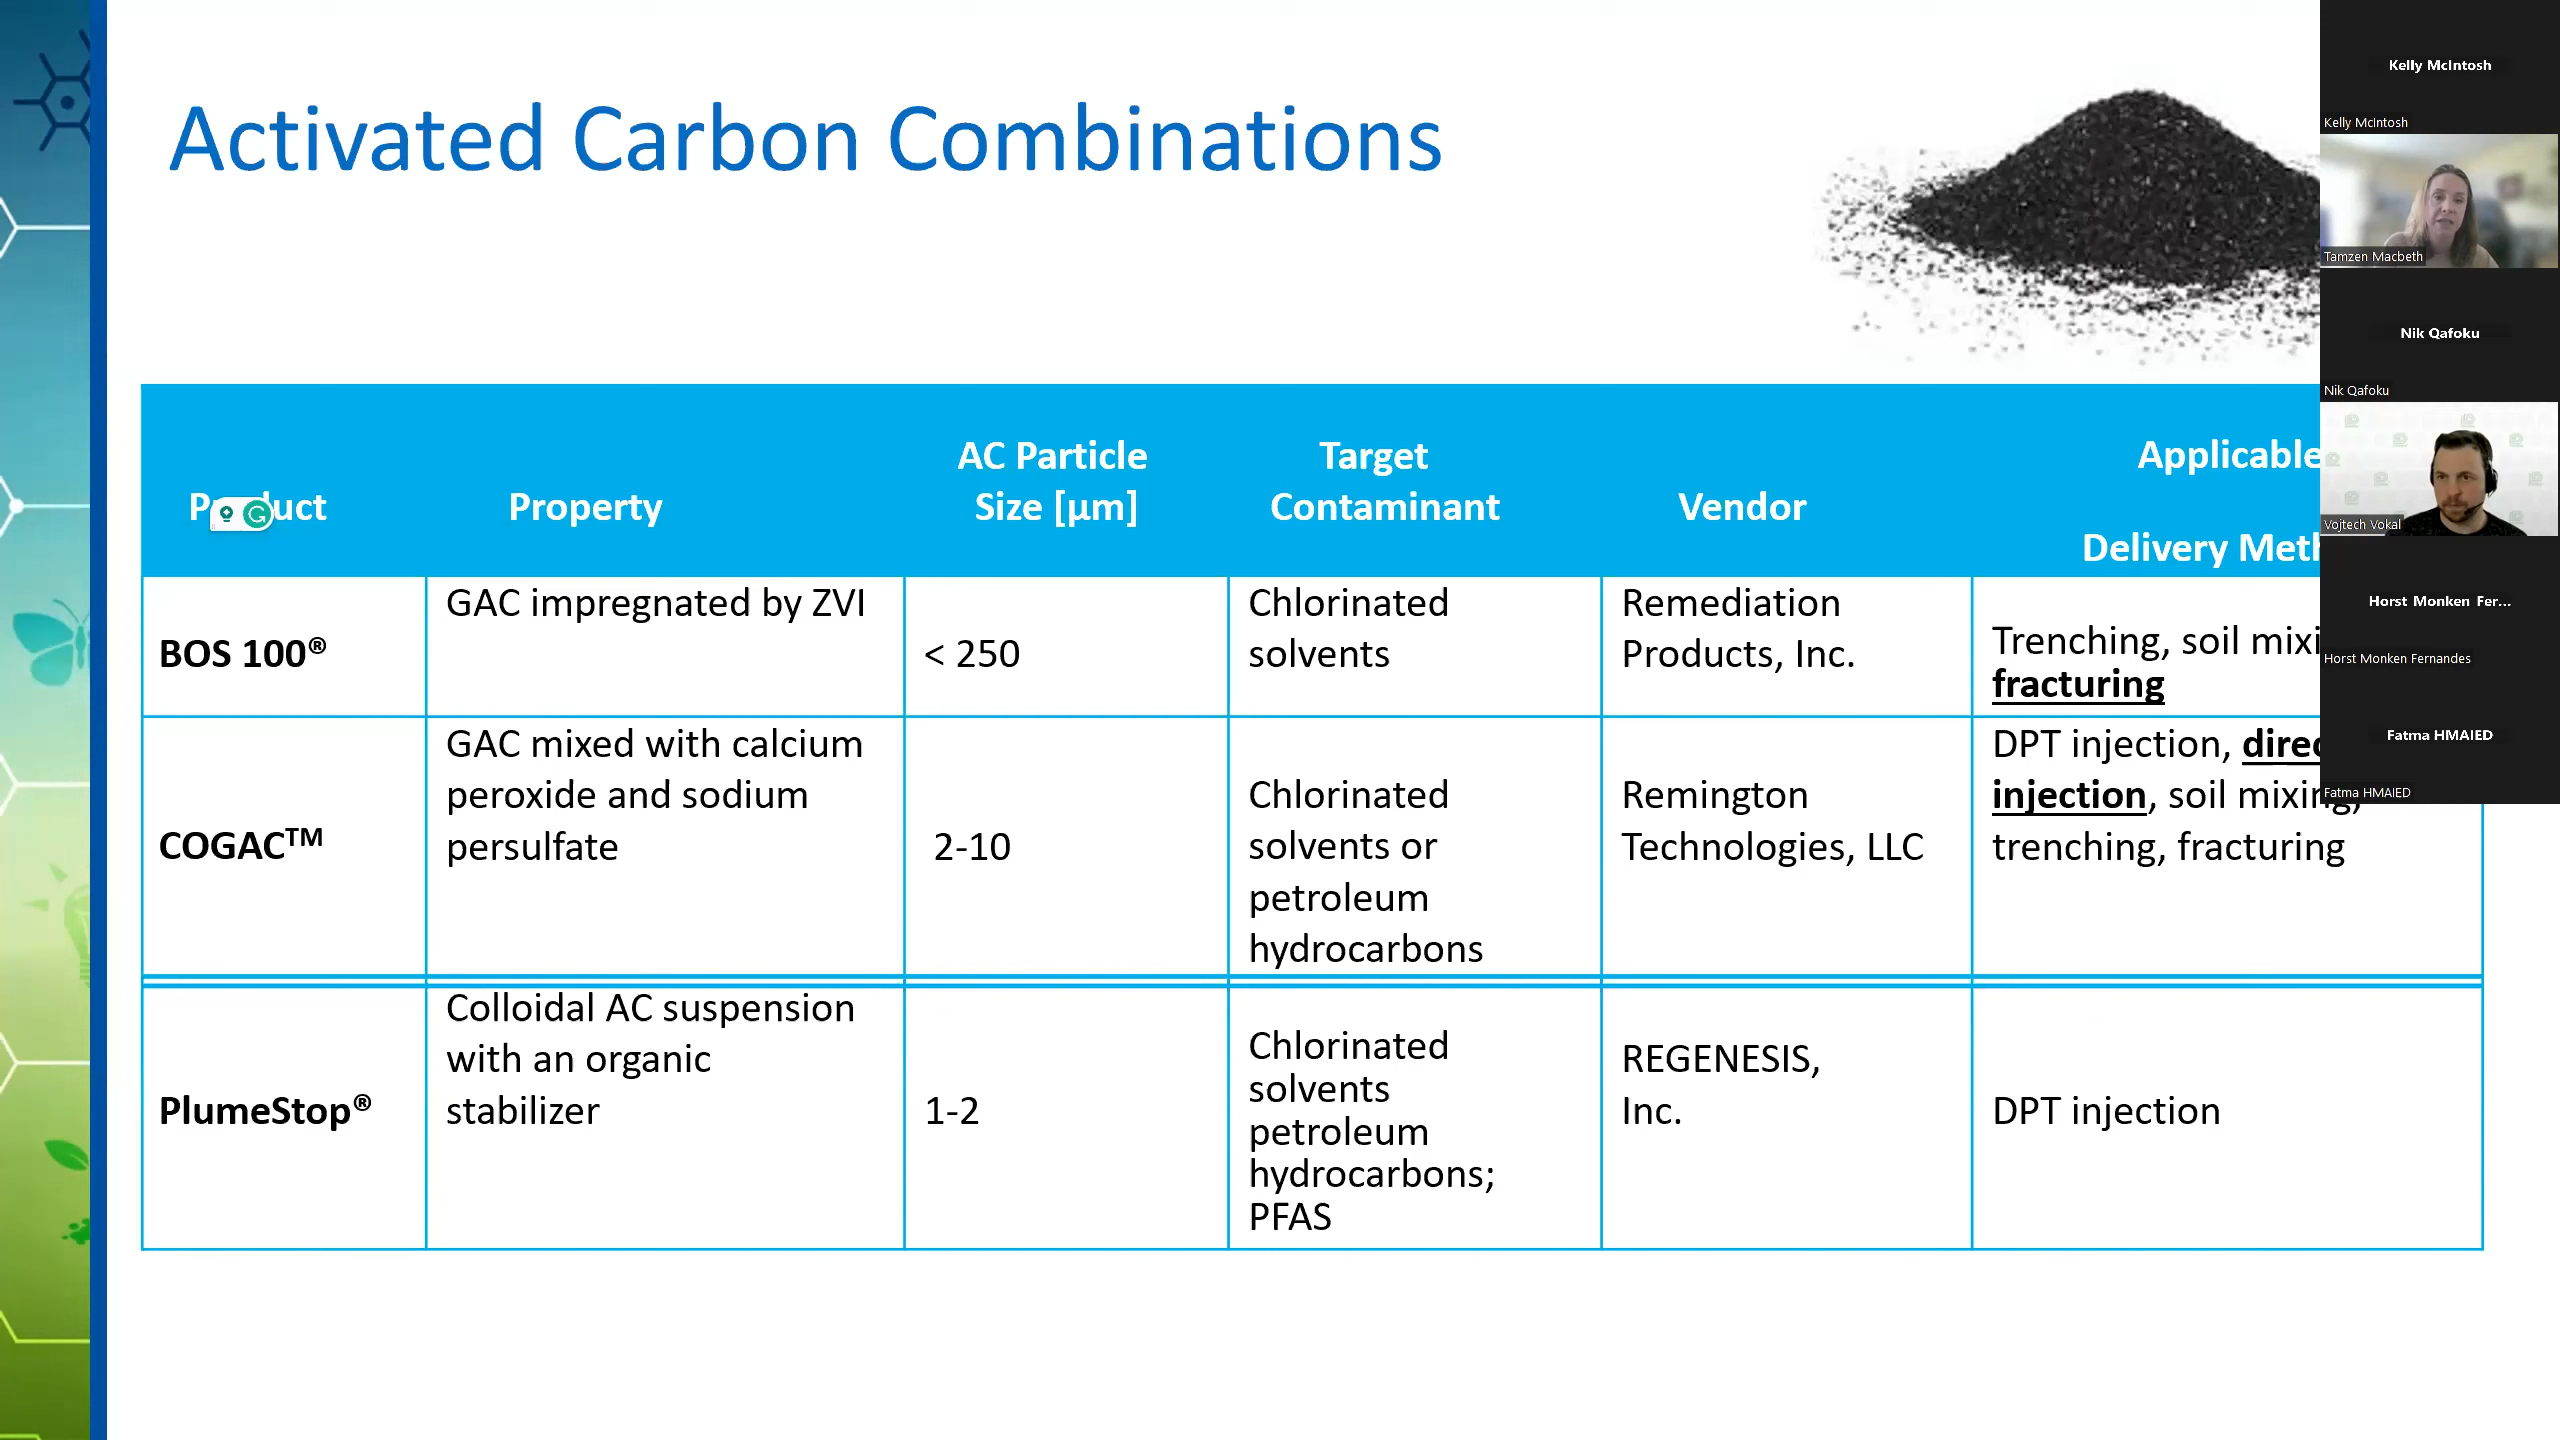 Activated Carbon Combinations
Product
Property
AC Particle
Size [µm]
Target
Contaminant
Vendor
Applicable
Delivery
BOS 100®
GAC impregnated by ZVI
< 250
Chlorinated
solvents
Remediation
Products, Inc.
Trenching, soil
fracturing
COGAC™
GAC mixed with calcium
peroxide and sodium
persulfate
2-10
Chlorinated
solvents or
petroleum
hydrocarbons
Remington
Technologies, LLC
DPT injection,
injection, soil mixing,
trenching, fracturing
PlumeStop®
Colloidal AC suspension
with an organic
stabilizer
1-2
Chlorinated
solvents
petroleum
hydrocarbons;
PFAS
REGENESIS,
Inc.
DPT injection
Kelly McIntosh
Kelly McIntosh
Tamzen Macbeth
Nik Qafoku
Nik Qafoku
Vojtech Vokal
Horst Monken Fer...
Horst Monken Fernandes
Fatma HMAIED
Fatma HMAIED